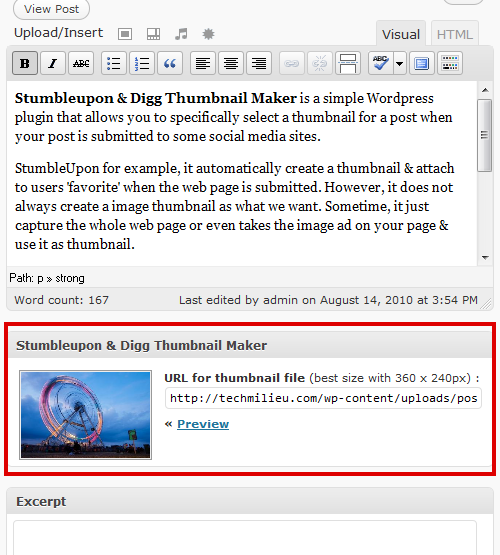 View Post
Upload/Insert
Visual HTML
B I ABC ABC
Stumbleupon & Digg Thumbnail Maker is a simple Wordpress
plugin that allows you to specifically select a thumbnail for a post when
your post is submitted to some social media sites.
StumbleUpon for example, it automatically create a thumbnail & attach
to users 'favorite' when the web page is submitted. However, it does not
always create a image thumbnail as what we want. Sometime, it just
capture the whole web page or even takes the image ad on your page &
use it as thumbnail.
Path: p » strong
Word count: 167 Last edited by admin on August 14, 2010 at 3:54 PM
Stumbleupon & Digg Thumbnail Maker
URL for thumbnail file (best size with 360 x 240px) :
http://techmilieu.com/wp-content/uploads/pos
« Preview
Excerpt